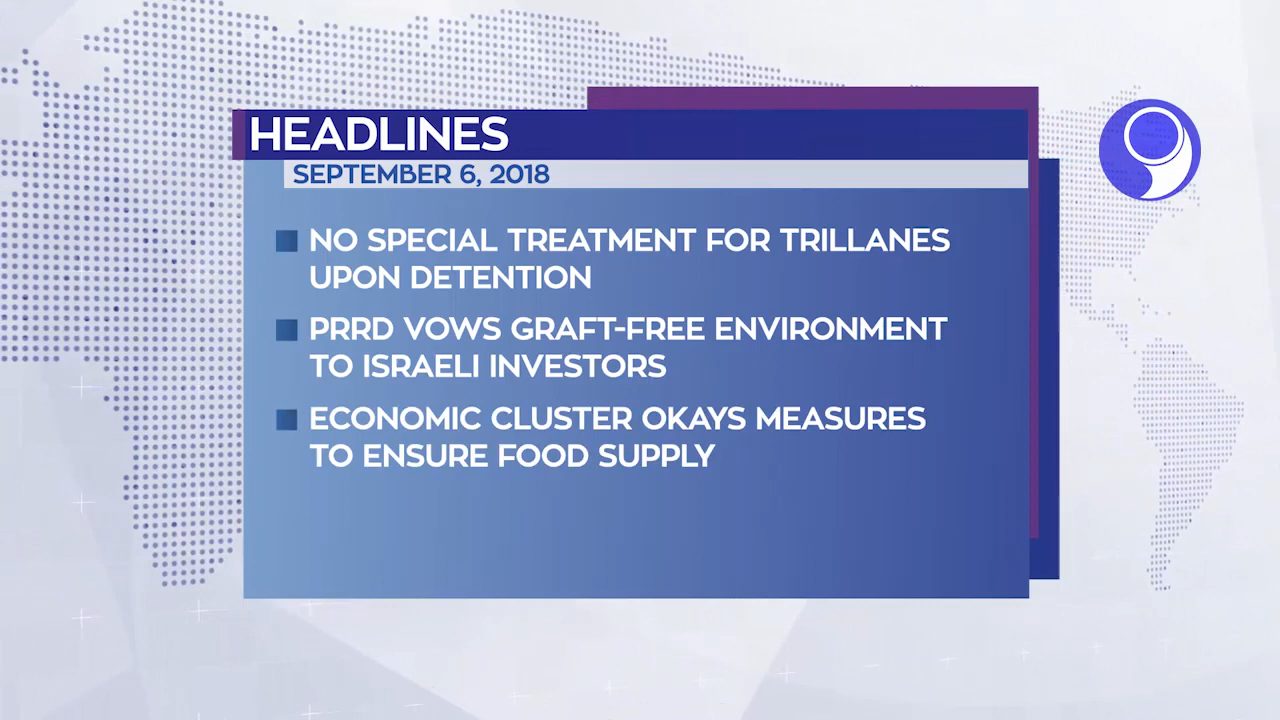 HEADLINES
SEPTEMBER 6, 2018
NO SPECIAL TREATMENT FOR TRILLANES
UPON DETENTION
PRRD VOWS GRAFT-FREE ENVIRONMENT
TO ISRAELI INVESTORS
ECONOMIC CLUSTER OKAYS MEASURES
TO ENSURE FOOD SUPPLY